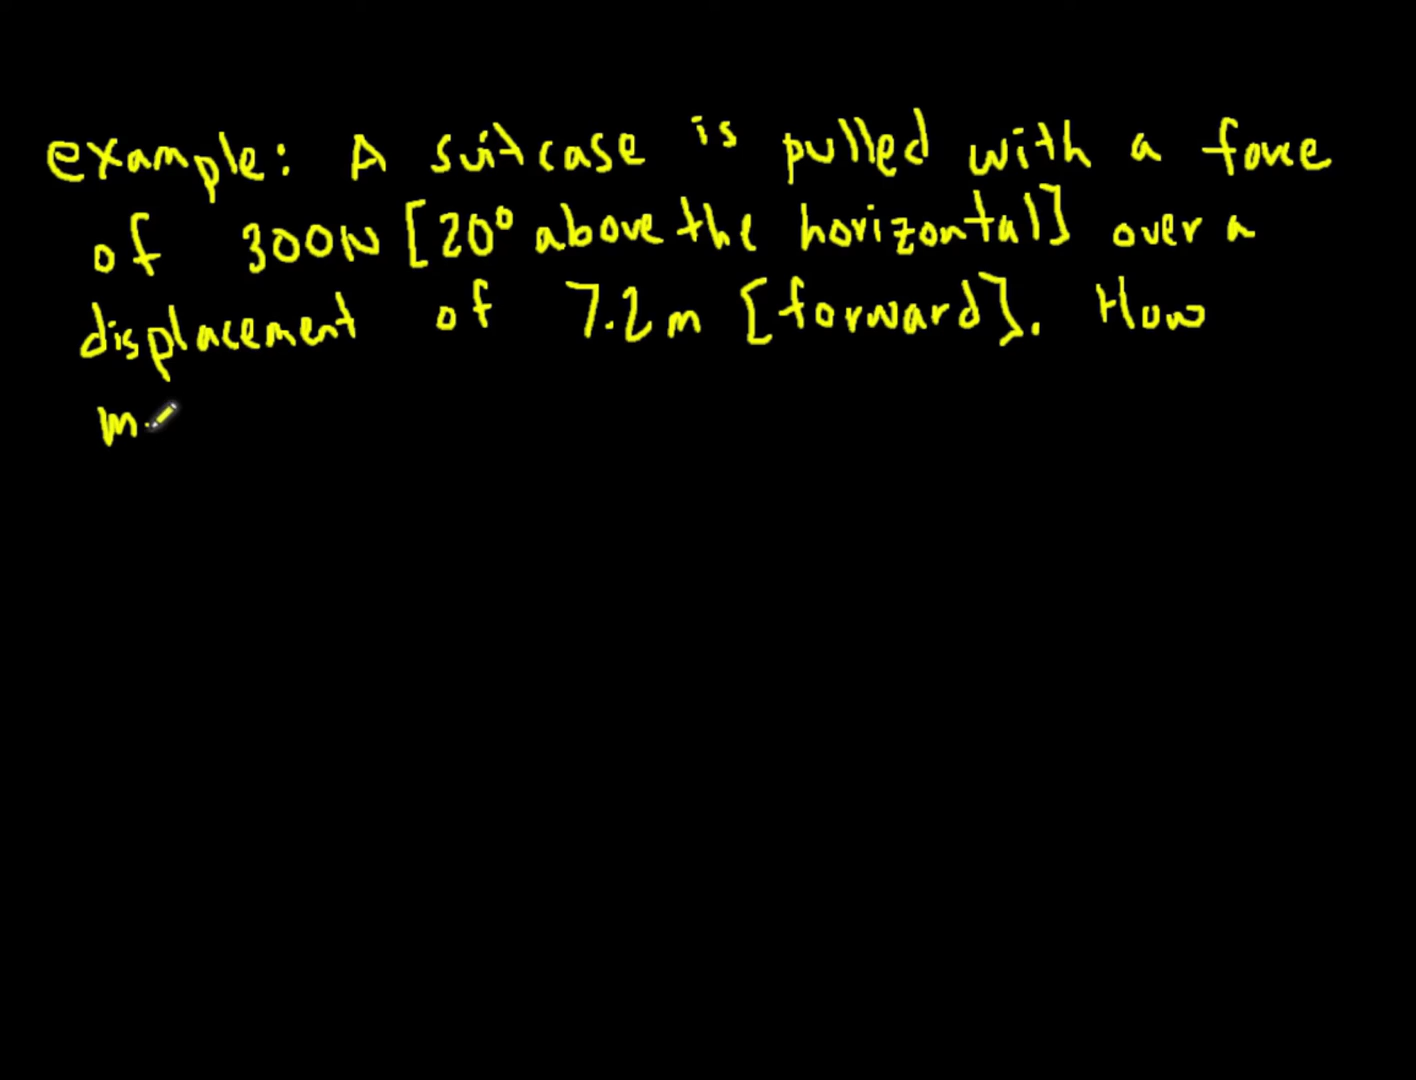 example: A suitcase is pulled with a force
of 300N [20° above the horizontal] over a
displacement of 7.2m [forward]. How
m